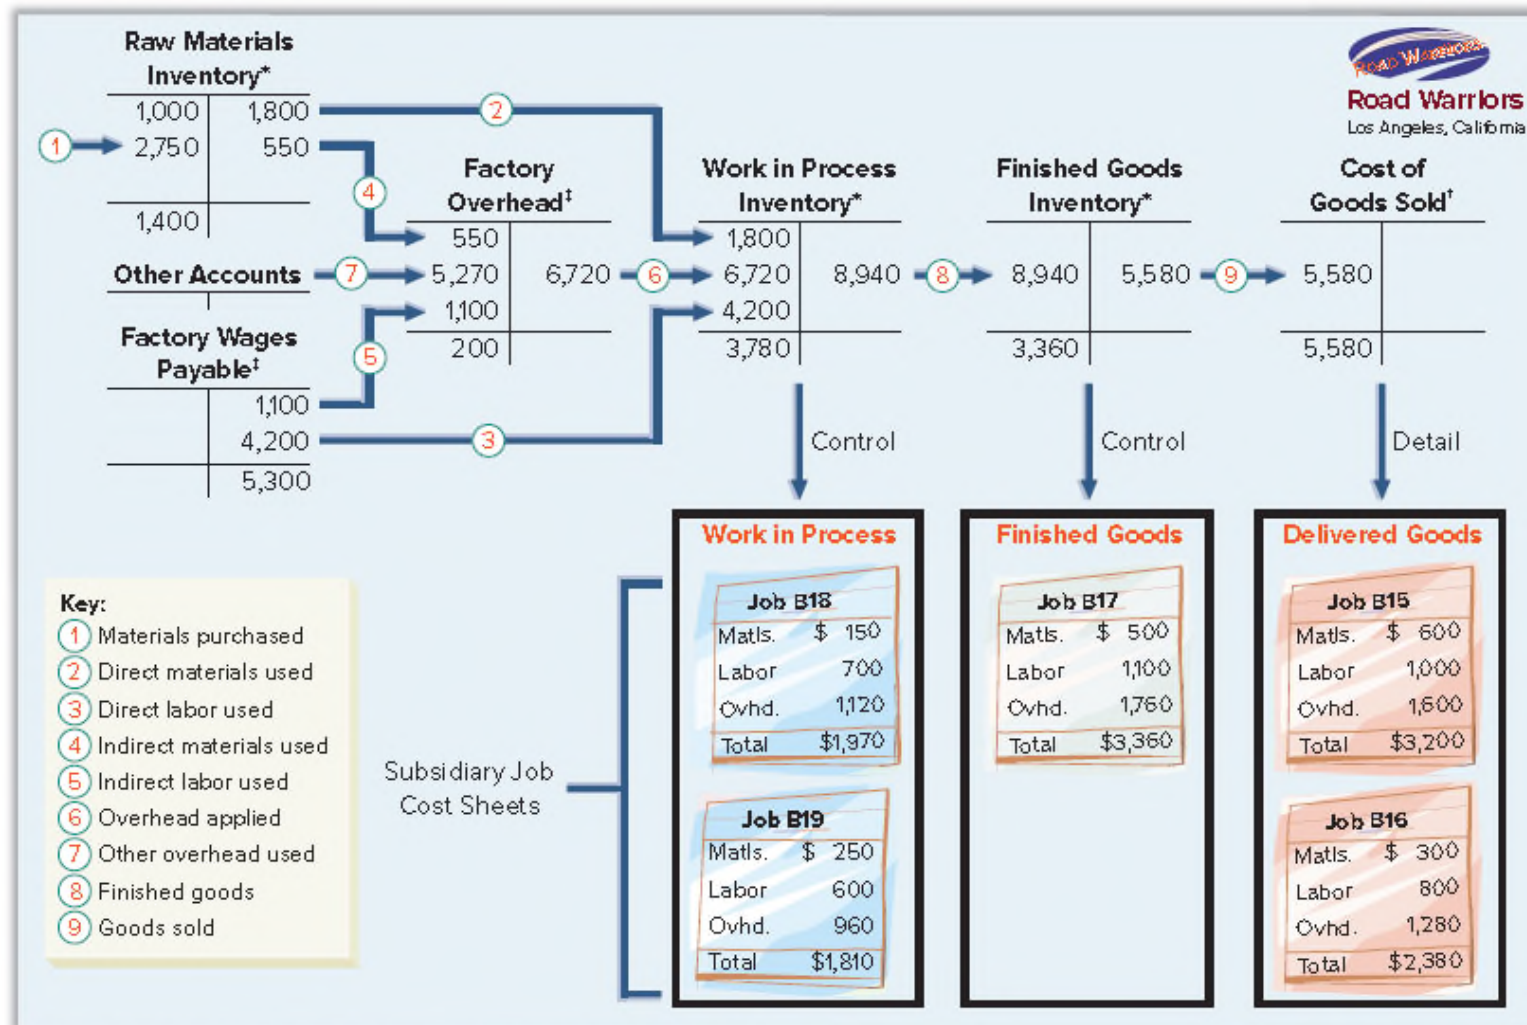 Raw Materials
Inventory*
1,000 1,800
1 2,750 550
1,400
2
4
ROAD WARRIORS
Road Warriors
Los Angeles, California
Other Accounts
7
Factory Wages
Payable‡
1,100
4,200
5,300
5
3
Factory
Overhead‡
550
5,270 6,720
1,100
200
6
Work in Process
Inventory*
1,800
6,720 8,940
4,200
3,780
8
Finished Goods
Inventory*
8,940 5,580
3,360
9
Cost of
Goods Sold†
5,580
5,580
Control
Control
Detail
Key:
1 Materials purchased
2 Direct materials used
3 Direct labor used
4 Indirect materials used
5 Indirect labor used
6 Overhead applied
7 Other overhead used
8 Finished goods
9 Goods sold
Subsidiary Job
Cost Sheets
Work in Process
Job B18
Matls. $ 150
Labor 700
Ovhd. 1,120
Total $1,970
Job B19
Matls. $ 250
Labor 600
Ovhd. 960
Total $1,810
Finished Goods
Job B17
Matls. $ 500
Labor 1,100
Ovhd. 1,760
Total $3,360
Delivered Goods
Job B15
Matls. $ 600
Labor 1,000
Ovhd. 1,600
Total $3,200
Job B16
Matls. $ 300
Labor 800
Ovhd. 1,280
Total $2,380